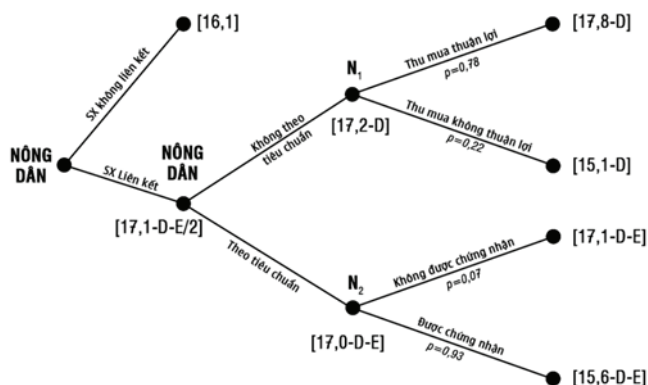 [16,1]
SX không liên kết
NÔNG
DÂN
SX Liên kết
NÔNG
DÂN
[17,1-D-E/2]
Không theo
tiêu chuẩn
Theo tiêu chuẩn
N1
[17,2-D]
Thu mua thuận lợi
p=0,78
[17,8-D]
Thu mua không thuận lợi
p=0,22
[15,1-D]
N2
[17,0-D-E]
Không được chứng nhận
p=0,07
[17,1-D-E]
Được chứng nhận
p=0,93
[15,6-D-E]